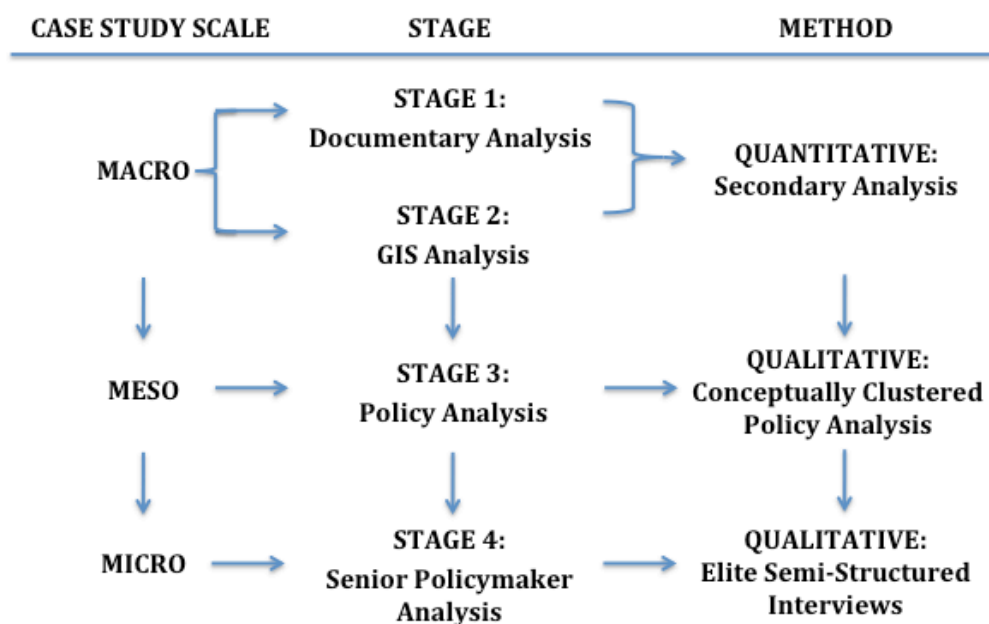 CASE STUDY SCALE STAGE METHOD
STAGE 1:
Documentary Analysis
MACRO
QUANTITATIVE:
Secondary Analysis
STAGE 2:
GIS Analysis
MESO
STAGE 3:
Policy Analysis
QUALITATIVE:
Conceptually Clustered
Policy Analysis
MICRO
STAGE 4:
Senior Policymaker
Analysis
QUALITATIVE:
Elite Semi-Structured
Interviews